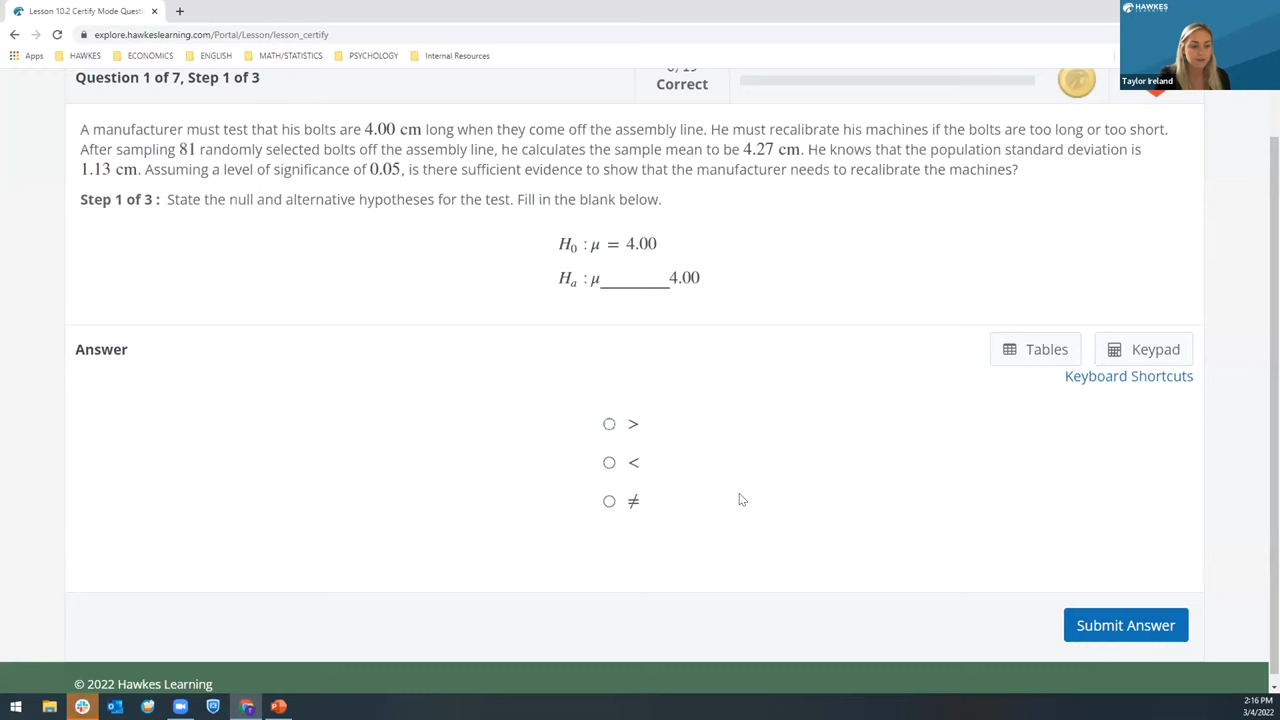 Lesson 10.2 Certify Mode Questi
explore.hawkeslearning.com/Portal/Lesson/lesson_certify
Apps HAWKES ECONOMICS ENGLISH MATH/STATISTICS PSYCHOLOGY Internal Resources
HAWKES
LEARNING
Taylor Ireland
Question 1 of 7, Step 1 of 3
Correct
A manufacturer must test that his bolts are 4.00 cm long when they come off the assembly line. He must recalibrate his machines if the bolts are too long or too short.
After sampling 81 randomly selected bolts off the assembly line, he calculates the sample mean to be 4.27 cm. He knows that the population standard deviation is
1.13 cm. Assuming a level of significance of 0.05, is there sufficient evidence to show that the manufacturer needs to recalibrate the machines?
Step 1 of 3 : State the null and alternative hypotheses for the test. Fill in the blank below.
H₀ : μ = 4.00
Hₐ : μ________4.00
Answer
Tables
Keypad
Keyboard Shortcuts
>
<
≠
Submit Answer
© 2022 Hawkes Learning
2:16 PM
3/4/2022